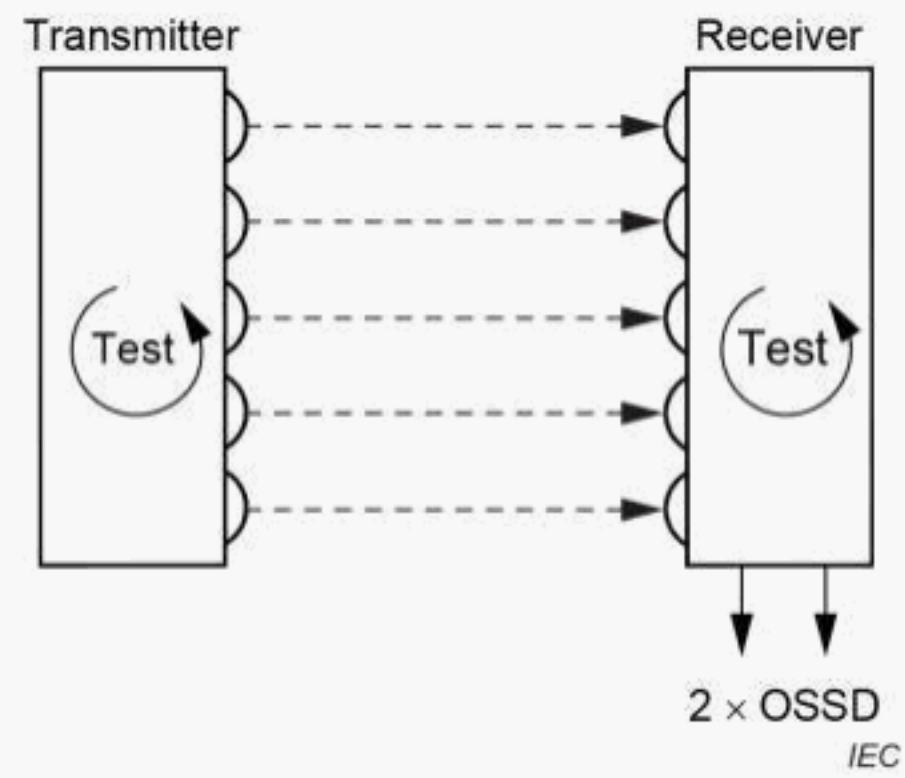 Transmitter
Receiver
Test
Test
2 × OSSD
IEC